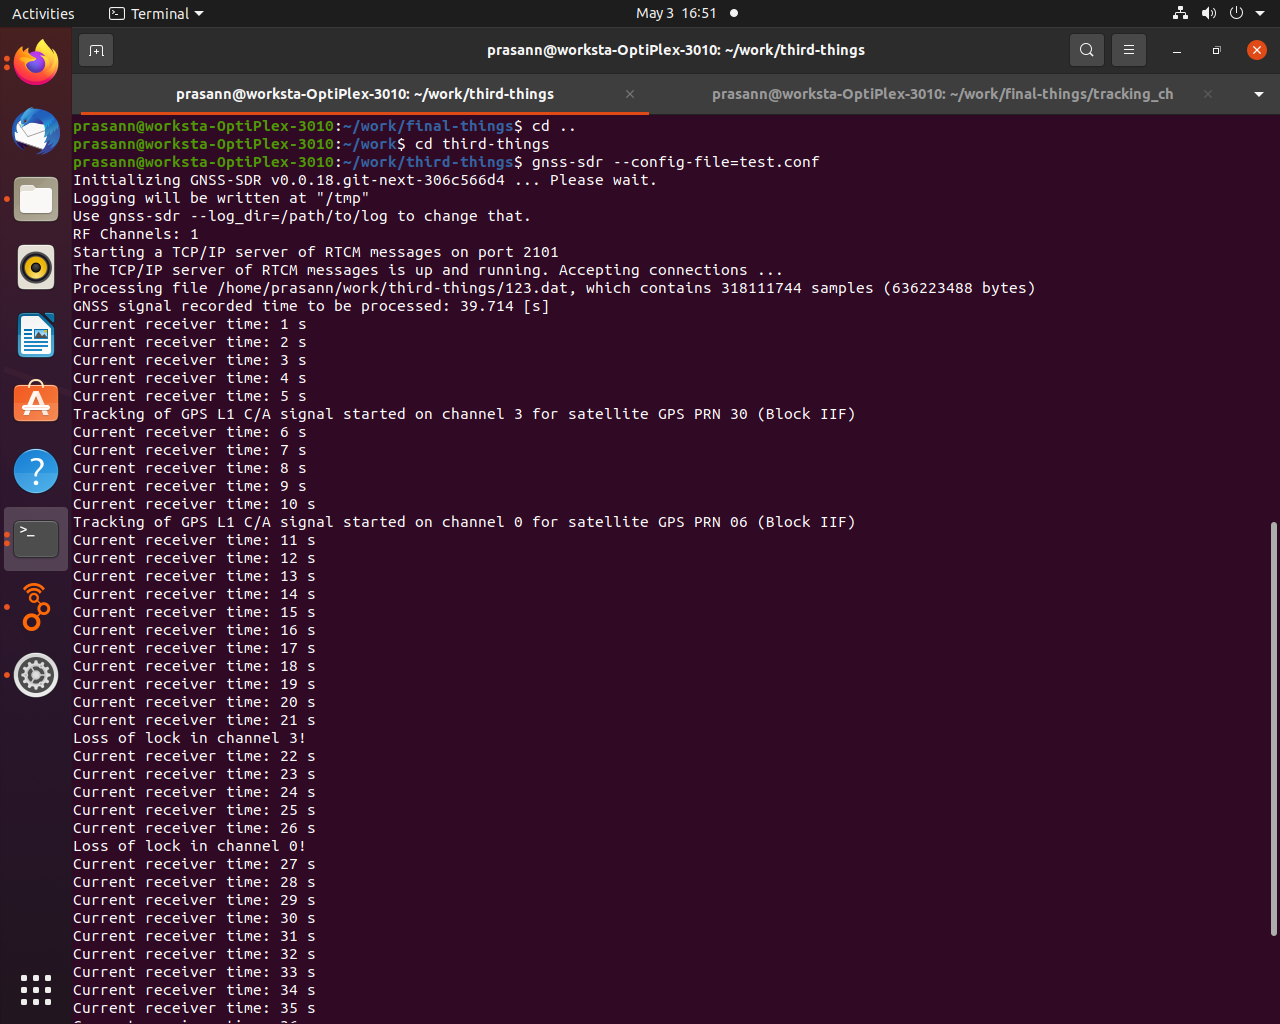 Activities
Terminal
May 3 16:51
prasann@worksta-OptiPlex-3010: ~/work/third-things
prasann@worksta-OptiPlex-3010: ~/work/third-things
prasann@worksta-OptiPlex-3010: ~/work/final-things/tracking_ch
prasann@worksta-OptiPlex-3010:~/work/final-things$ cd ..
prasann@worksta-OptiPlex-3010:~/work$ cd third-things
prasann@worksta-OptiPlex-3010:~/work/third-things$ gnss-sdr --config-file=test.conf
Initializing GNSS-SDR v0.0.18.git-next-306c566d4 ... Please wait.
Logging will be written at "/tmp"
Use gnss-sdr --log_dir=/path/to/log to change that.
RF Channels: 1
Starting a TCP/IP server of RTCM messages on port 2101
The TCP/IP server of RTCM messages is up and running. Accepting connections ...
Processing file /home/prasann/work/third-things/123.dat, which contains 318111744 samples (636223488 bytes)
GNSS signal recorded time to be processed: 39.714 [s]
Current receiver time: 1 s
Current receiver time: 2 s
Current receiver time: 3 s
Current receiver time: 4 s
Current receiver time: 5 s
Tracking of GPS L1 C/A signal started on channel 3 for satellite GPS PRN 30 (Block IIF)
Current receiver time: 6 s
Current receiver time: 7 s
Current receiver time: 8 s
Current receiver time: 9 s
Current receiver time: 10 s
Tracking of GPS L1 C/A signal started on channel 0 for satellite GPS PRN 06 (Block IIF)
Current receiver time: 11 s
Current receiver time: 12 s
Current receiver time: 13 s
Current receiver time: 14 s
Current receiver time: 15 s
Current receiver time: 16 s
Current receiver time: 17 s
Current receiver time: 18 s
Current receiver time: 19 s
Current receiver time: 20 s
Current receiver time: 21 s
Loss of lock in channel 3!
Current receiver time: 22 s
Current receiver time: 23 s
Current receiver time: 24 s
Current receiver time: 25 s
Current receiver time: 26 s
Loss of lock in channel 0!
Current receiver time: 27 s
Current receiver time: 28 s
Current receiver time: 29 s
Current receiver time: 30 s
Current receiver time: 31 s
Current receiver time: 32 s
Current receiver time: 33 s
Current receiver time: 34 s
Current receiver time: 35 s